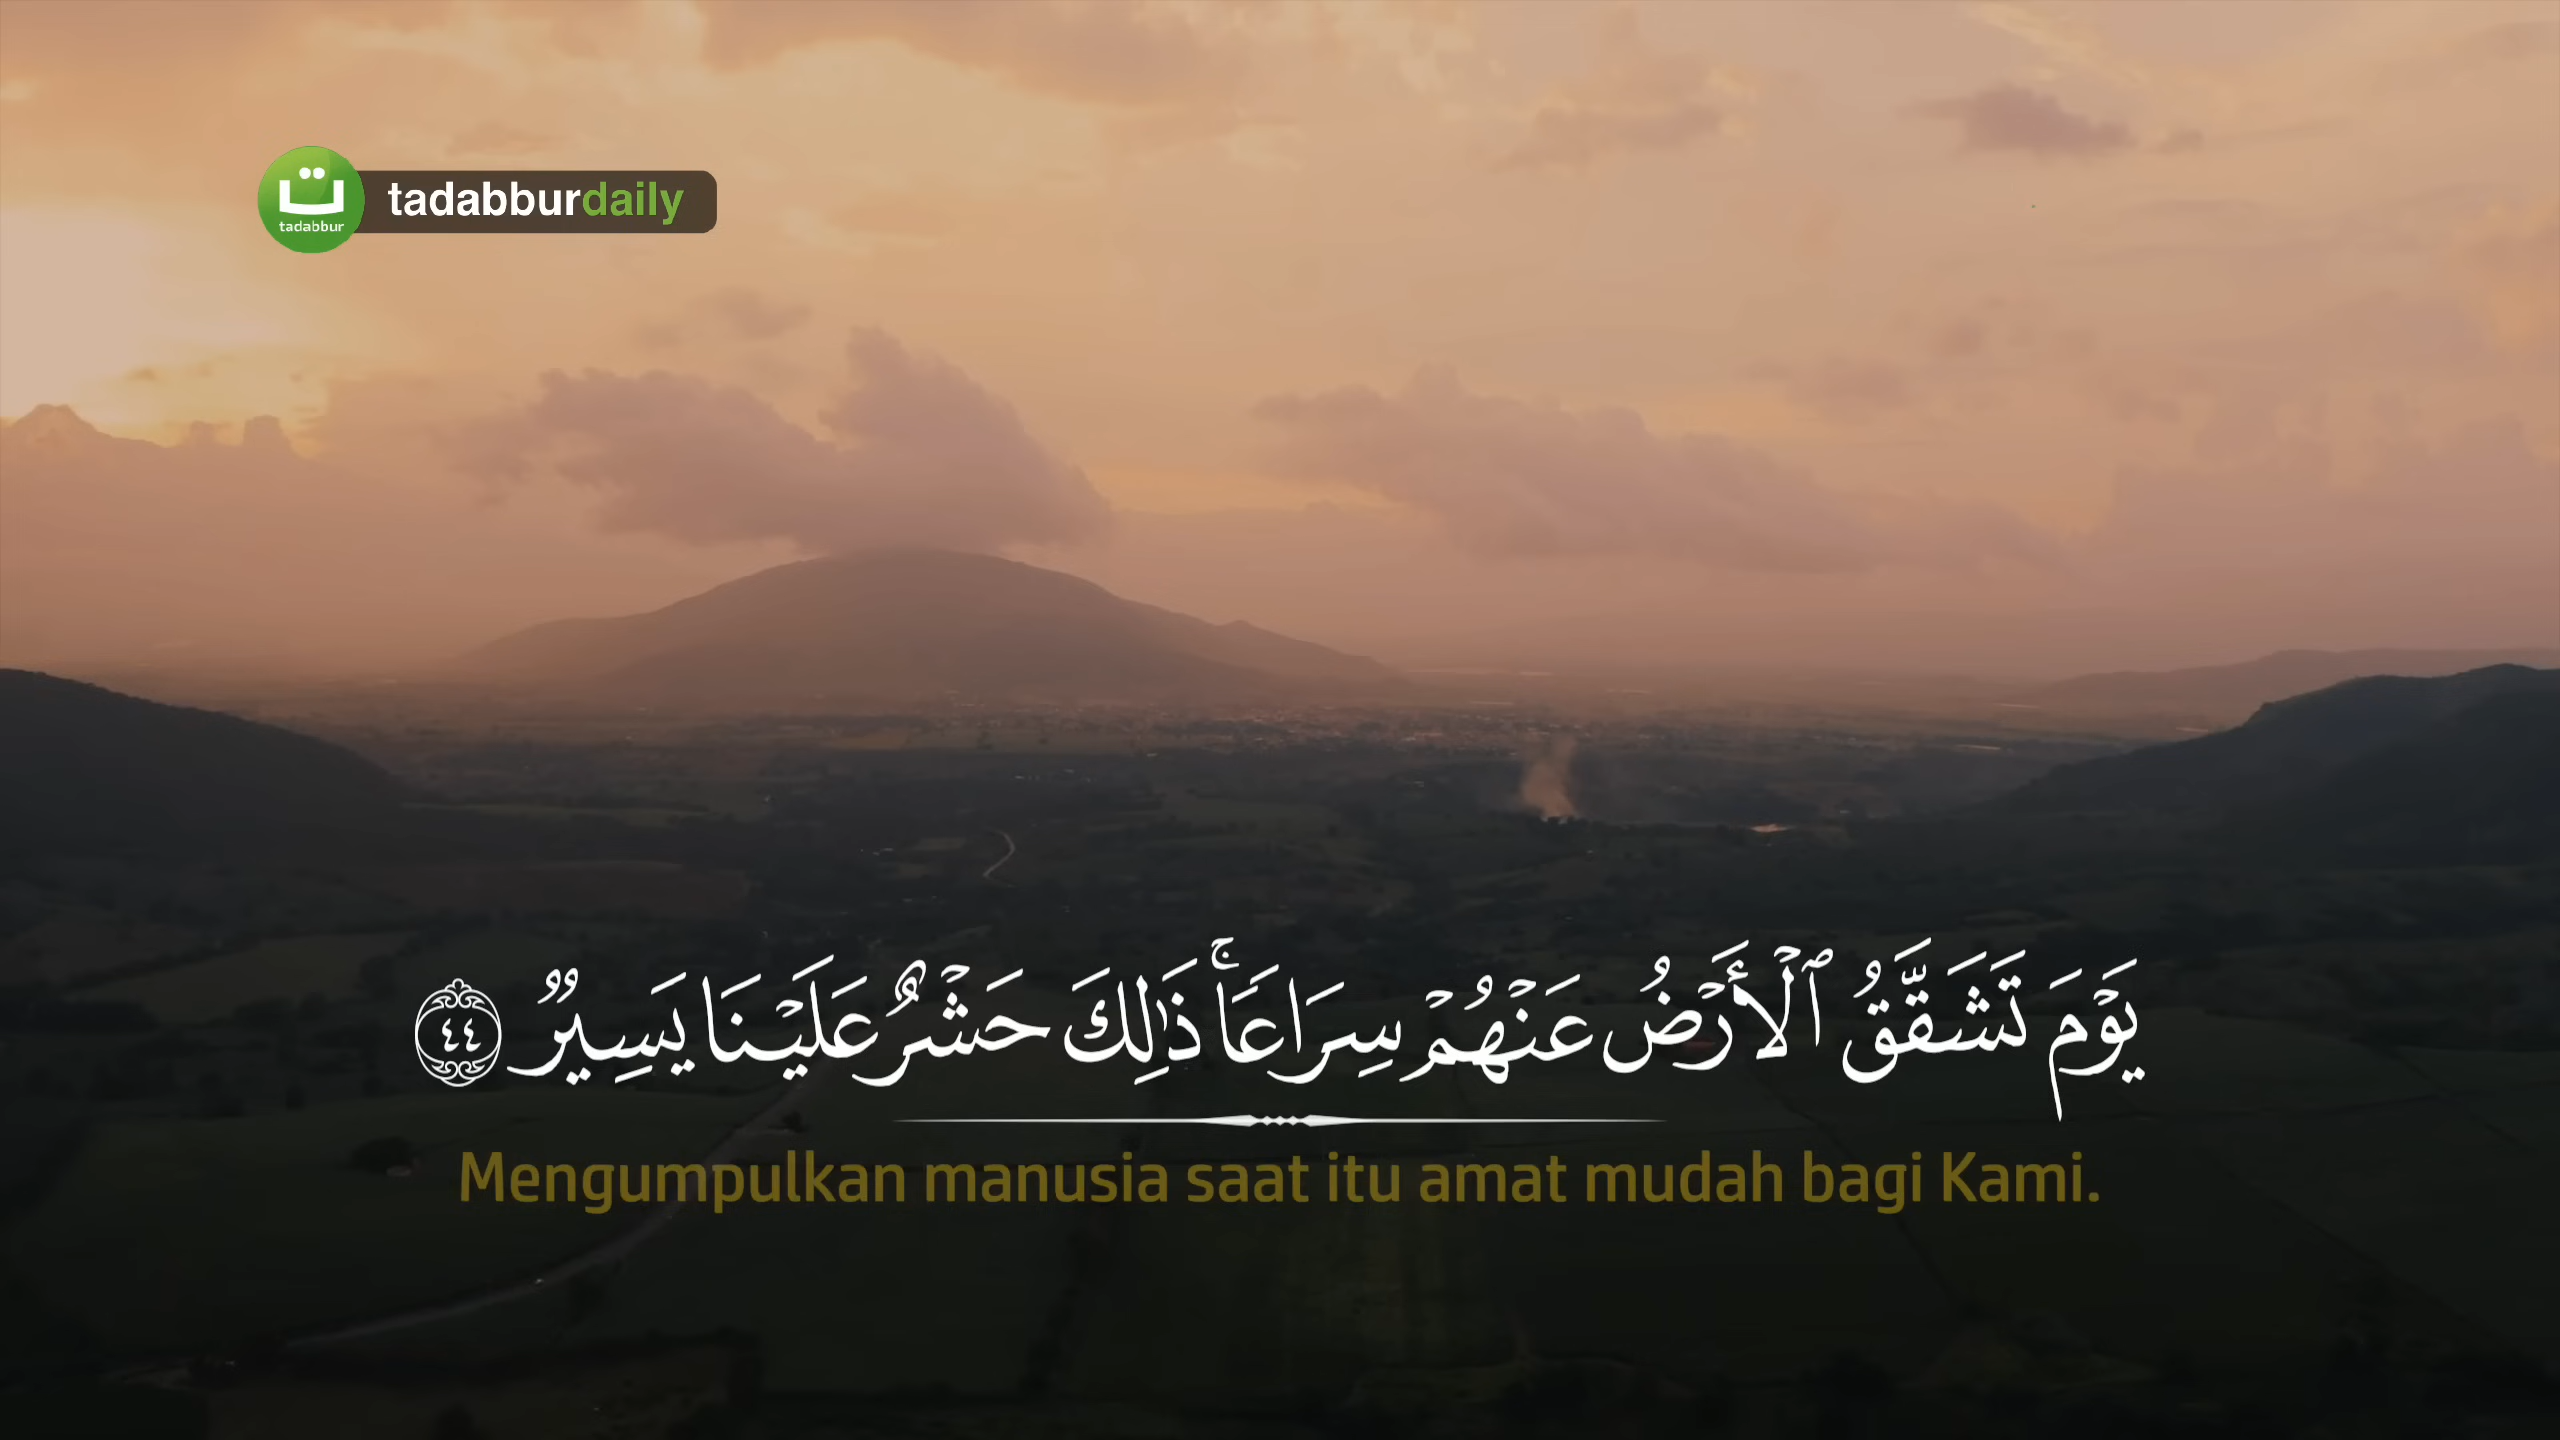 ت
tadabbur
tadabburdaily
يَوْمَ تَشَقَّقُ ٱلْأَرْضُ عَنْهُمْ سِرَاعًا ۚ ذَٰلِكَ حَشْرٌ عَلَيْنَا يَسِيرٌ ٤٤
Mengumpulkan manusia saat itu amat mudah bagi Kami.